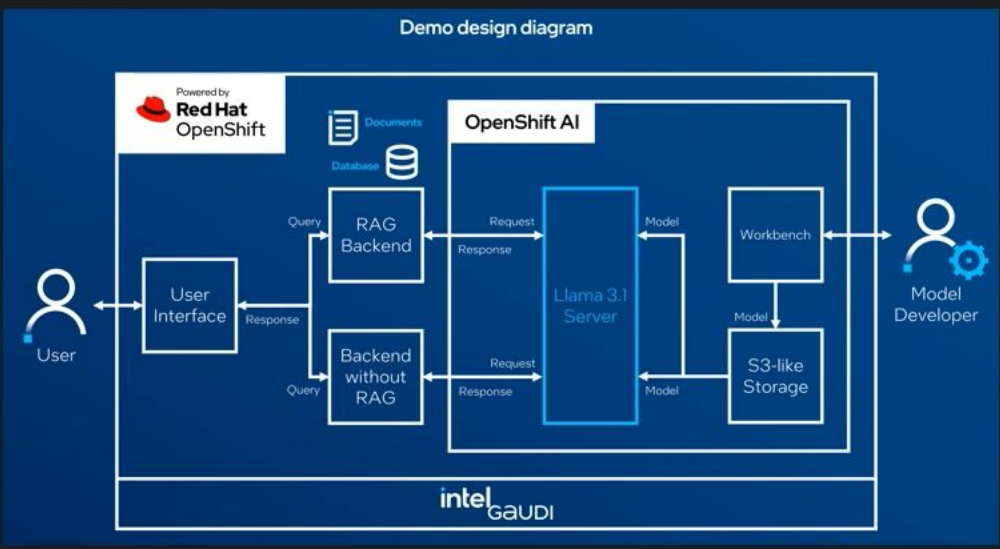 Demo design diagram
Powered by
Red Hat
OpenShift
Documents
Database
OpenShift AI
Query
RAG
Backend
Request
Response
Model
Workbench
User
Interface
Response
Llama 3.1
Server
Model
Model
Developer
User
Query
Backend
without
RAG
Request
Response
Model
S3-like
Storage
intel
GAUDI